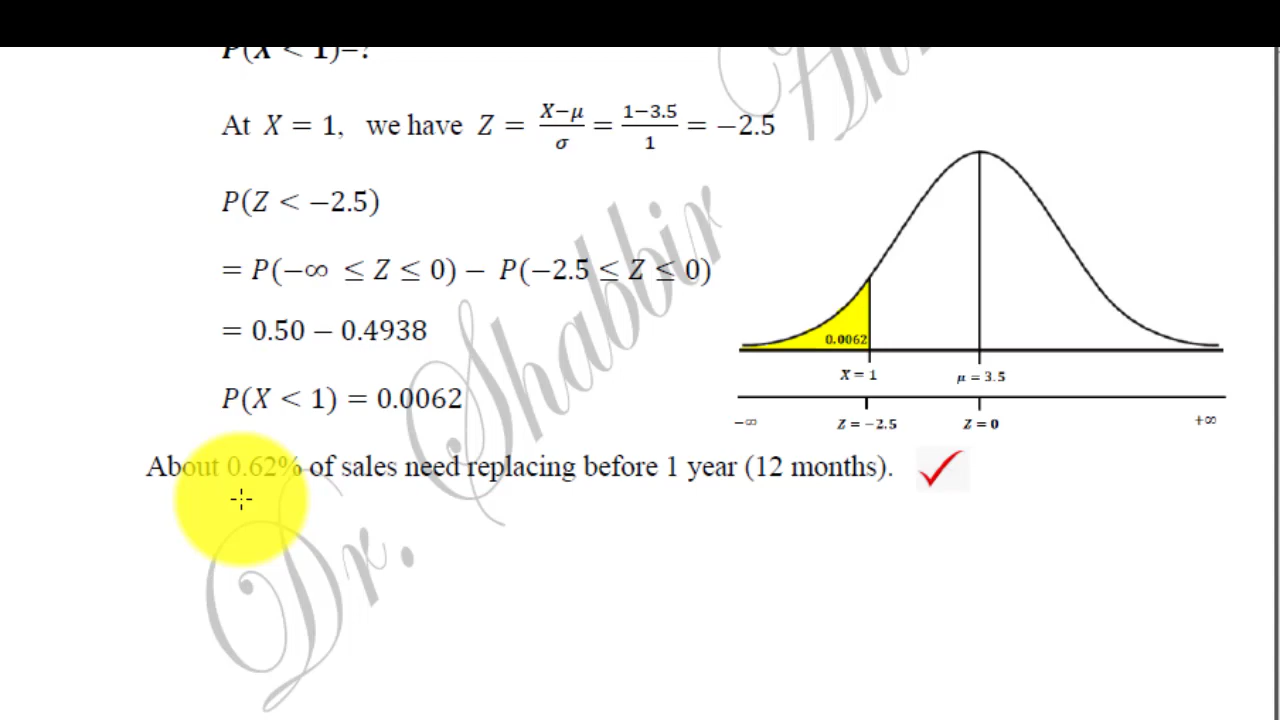 P(X < 1)=?
At X = 1, we have Z = X−μ/σ = 1−3.5/1 = −2.5
P(Z < −2.5)
= P(−∞ ≤ Z ≤ 0) − P(−2.5 ≤ Z ≤ 0)
= 0.50 − 0.4938
P(X < 1) = 0.0062
0.0062
X = 1
μ = 3.5
−∞
Z = −2.5
Z = 0
+∞
About 0.62% of sales need replacing before 1 year (12 months).
Dr. Shabbir